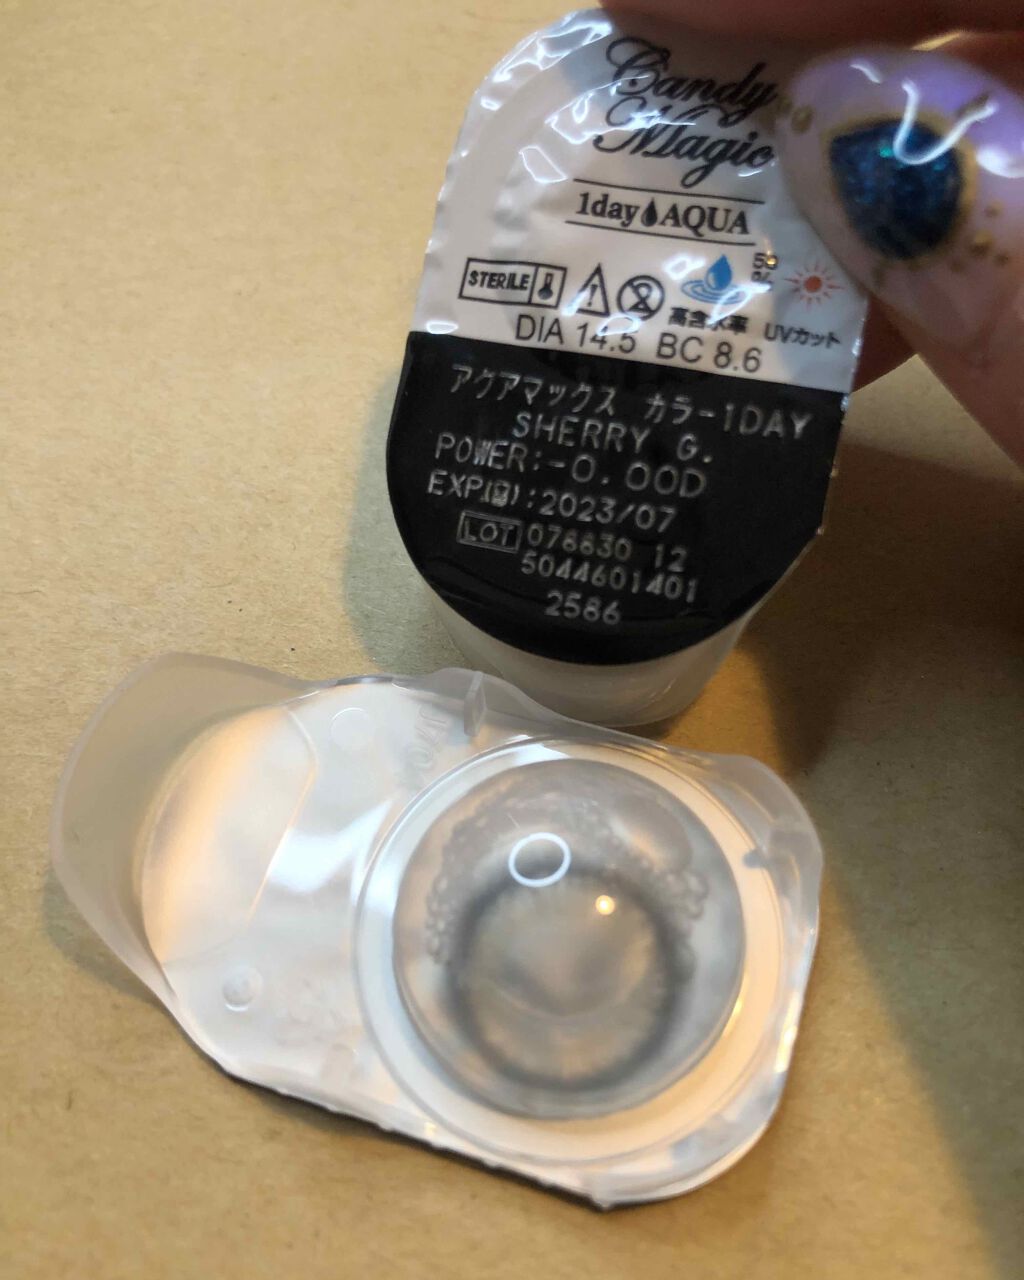 Candy
Magic
1day AQUA
STERILE
高含水率
UVカット
DIA 14.5 BC 8.6
アクアマックス カラー1DAY
SHERRY G.
POWER:-0.00D
EXP( ):2023/07
LOT 076630 12
5044601401
2586